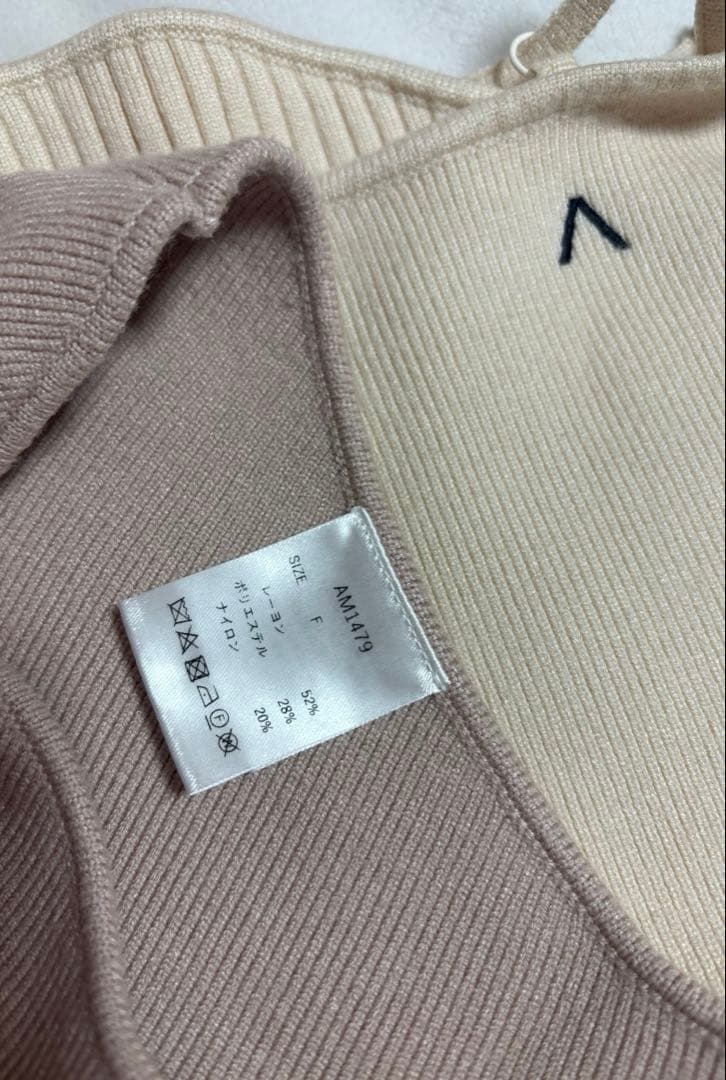 AM1479
SIZE F
レーヨン 52%
ポリエステル 28%
ナイロン 20%
F